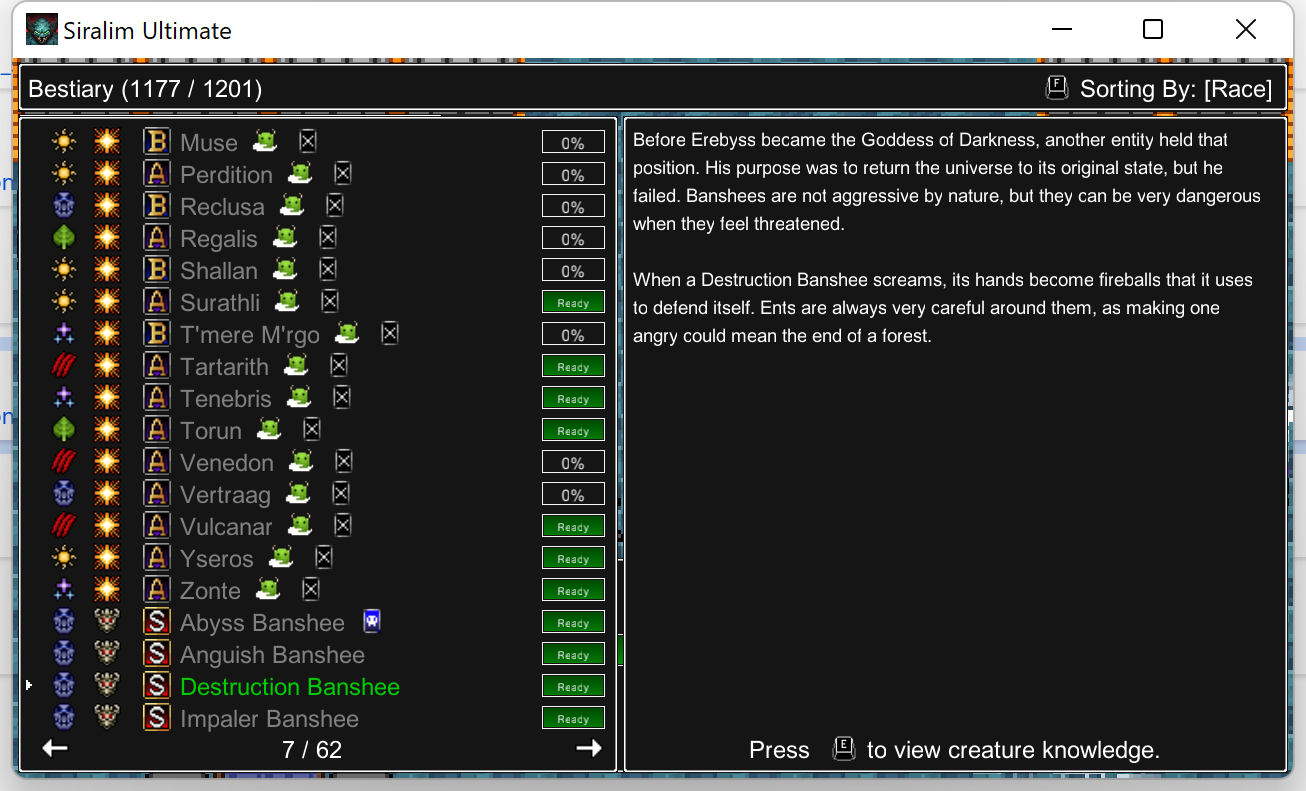 Siralim Ultimate
Bestiary (1177 / 1201)
F Sorting By: [Race]
B Muse 0%
A Perdition 0%
B Reclusa 0%
A Regalis 0%
B Shallan 0%
A Surathli Ready
B T'mere M'rgo 0%
A Tartarith Ready
A Tenebris Ready
A Torun Ready
A Venedon 0%
A Vertraag 0%
A Vulcanar Ready
A Yseros Ready
A Zonte Ready
S Abyss Banshee Ready
S Anguish Banshee Ready
S Destruction Banshee Ready
S Impaler Banshee Ready
7 / 62
Before Erebyss became the Goddess of Darkness, another entity held that
position. His purpose was to return the universe to its original state, but he
failed. Banshees are not aggressive by nature, but they can be very dangerous
when they feel threatened.
When a Destruction Banshee screams, its hands become fireballs that it uses
to defend itself. Ents are always very careful around them, as making one
angry could mean the end of a forest.
Press E to view creature knowledge.